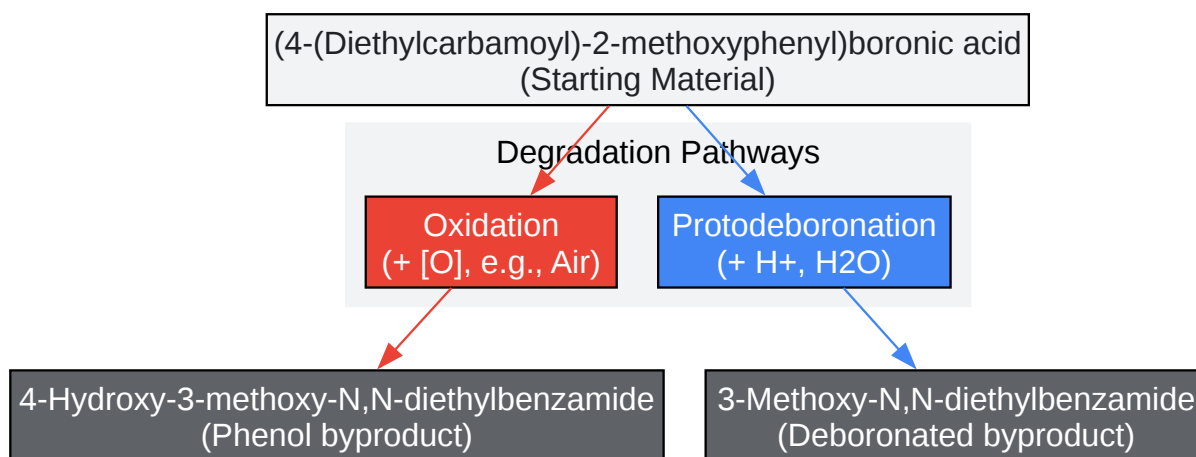 (4-(Diethylcarbamoyl)-2-methoxyphenyl)boronic acid
(Starting Material)
Degradation Pathways
Oxidation
(+ [O], e.g., Air)
Protodeboronation
(+ H+, H2O)
4-Hydroxy-3-methoxy-N,N-diethylbenzamide
(Phenol byproduct)
3-Methoxy-N,N-diethylbenzamide
(Deboronated byproduct)